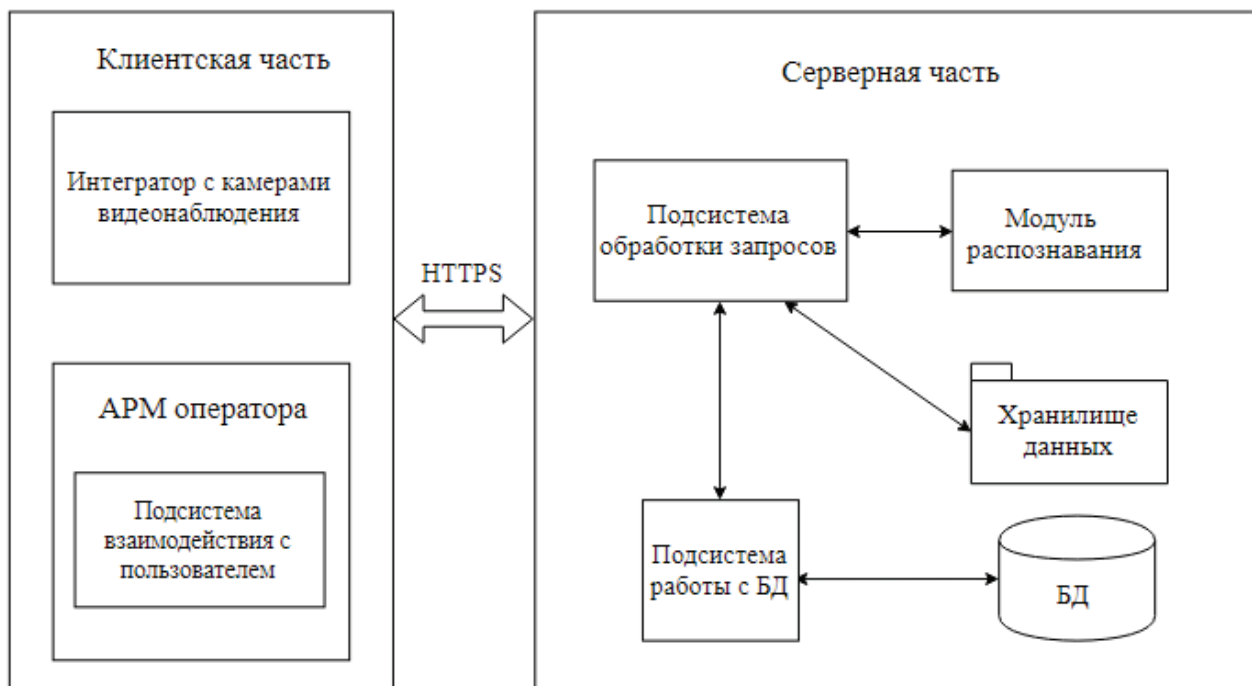 Клиентская часть
Интегратор с камерами
видеонаблюдения
АРМ оператора
Подсистема
взаимодействия с
пользователем
HTTPS
Серверная часть
Подсистема
обработки запросов
Модуль
распознавания
Хранилище
данных
Подсистема
работы с БД
БД